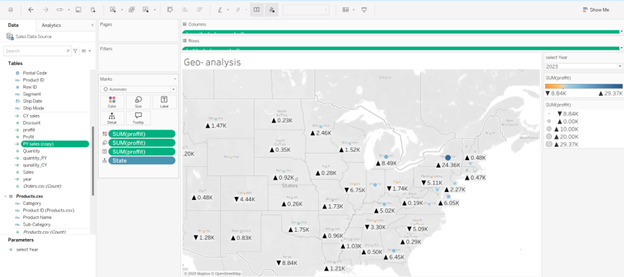 Show Me
Data
Analytics
Sales Data Source
Search
Tables
Postal Code
Product ID
Row ID
Segment
Ship Date
Ship Mode
CY sales
Discount
proffit
Profit
PY sales (copy)
Quantity
quantity_PY
Sales
year
Orders.csv (Count)
Products.csv
Category
Product ID (Products.csv)
Product Name
Sub-Category
Products.csv (Count)
Parameters
select Year
Pages
Filters
Marks
Automatic
Color
Size
Label
Detail
Tooltip
SUM(proffit)
SUM(proffit)
SUM(proffit)
State
Columns
Rows
Geo- analysis
▲ 1.47K
▲ 0.23K
▲ 2.46K
.20K
▲ 0.35K
▲ 1.52K
▲ 8.49K
▲ 24.36K
▲ 0.48K
▲ 0.92K
▲ 0.28K
States
▼ 6.75K
▼ 1.74K
▼ 5.11K
▲ 0.47K
▲ 2.27K
▲ 0.48K
▼ 4.44K
▲ 0.26K
▲ 1.73K
▲ 5.02K
▲ 0.19K
▲ 6.05K
▼ 1.28K
▲ 0.83K
▲ 1.75K
▲ 0.96K
▼ 3.30K
▼ 5.09K
▲ 1.03K
▲ 0.50K
▲ 0.29K
▼ 8.84K
▲ 1.21K
▲ 6.45K
© 2025 Mapbox © OpenStreetMap
select Year
2023
SUM(proffit)
▼ 8.84K
▲ 29.37K
SUM(proffit)
▼ 8.84K
▲ 0.00K
▲ 10.00K
▲ 20.00K
▲ 29.37K